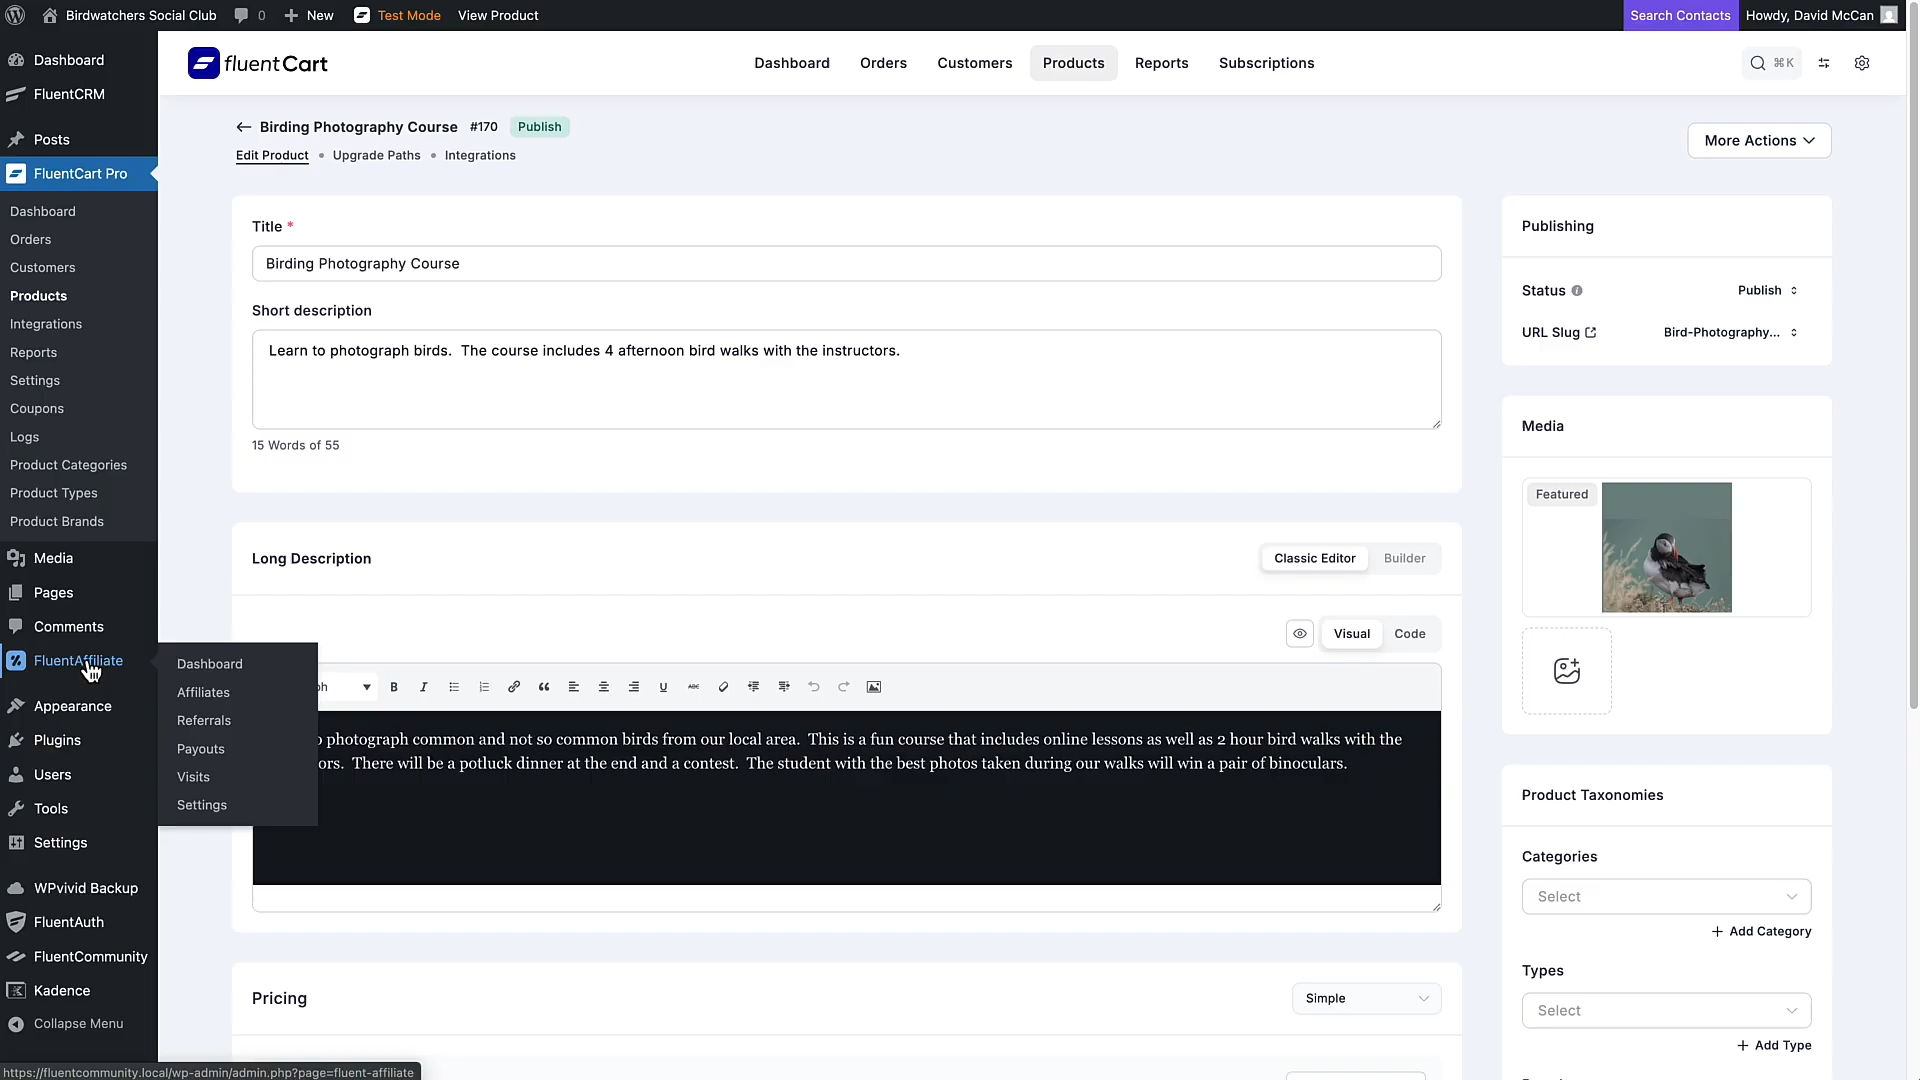 Birdwatchers Social Club
0
New
Test Mode
View Product
Search Contacts
Howdy, David McCan
Dashboard
FluentCRM
Posts
FluentCart Pro
Dashboard
Orders
Customers
Products
Integrations
Reports
Settings
Coupons
Logs
Product Categories
Product Types
Product Brands
Media
Pages
Comments
FluentAffiliate
Appearance
Plugins
Users
Tools
Settings
WPvivid Backup
FluentAuth
FluentCommunity
Kadence
Collapse Menu
Dashboard
Affiliates
Referrals
Payouts
Visits
Settings
fluentCart
Dashboard
Orders
Customers
Products
Reports
Subscriptions
⌘K
Birding Photography Course #170 Publish
Edit Product • Upgrade Paths • Integrations
More Actions
Title *
Birding Photography Course
Short description
Learn to photograph birds.  The course includes 4 afternoon bird walks with the instructors.
15 Words of 55
Long Description
Classic Editor
Builder
Visual
Code
ph
B I U ABC
o photograph common and not so common birds from our local area.  This is a fun course that includes online lessons as well as 2 hour bird walks with the
ors.  There will be a potluck dinner at the end and a contest.  The student with the best photos taken during our walks will win a pair of binoculars.
Pricing
Simple
Publishing
Status
Publish
URL Slug
Bird-Photography...
Media
Featured
Product Taxonomies
Categories
Select
+ Add Category
Types
Select
+ Add Type
https://fluentcommunity.local/wp-admin/admin.php?page=fluent-affiliate